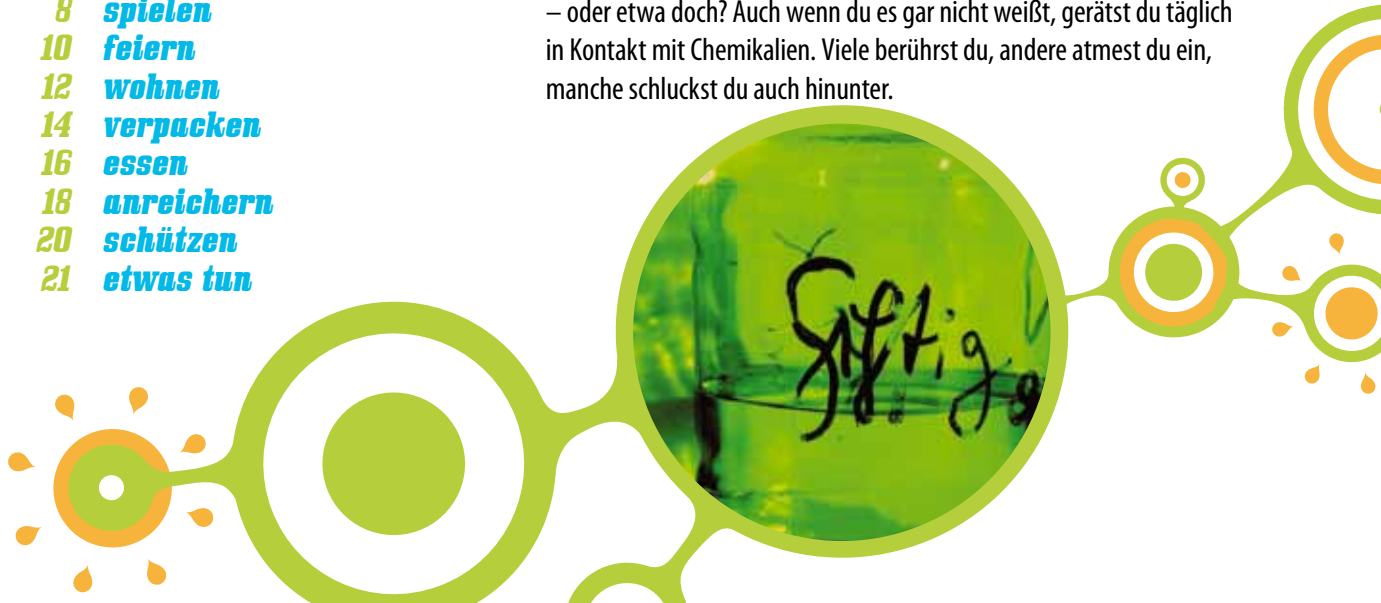 8 spielen
10 feiern
12 wohnen
14 verpacken
16 essen
18 anreichern
20 schützen
21 etwas tun
– oder etwa doch? Auch wenn du es gar nicht weißt, gerätst du täglich
in Kontakt mit Chemikalien. Viele berührst du, andere atmest du ein,
manche schluckst du auch hinunter.
Giftig